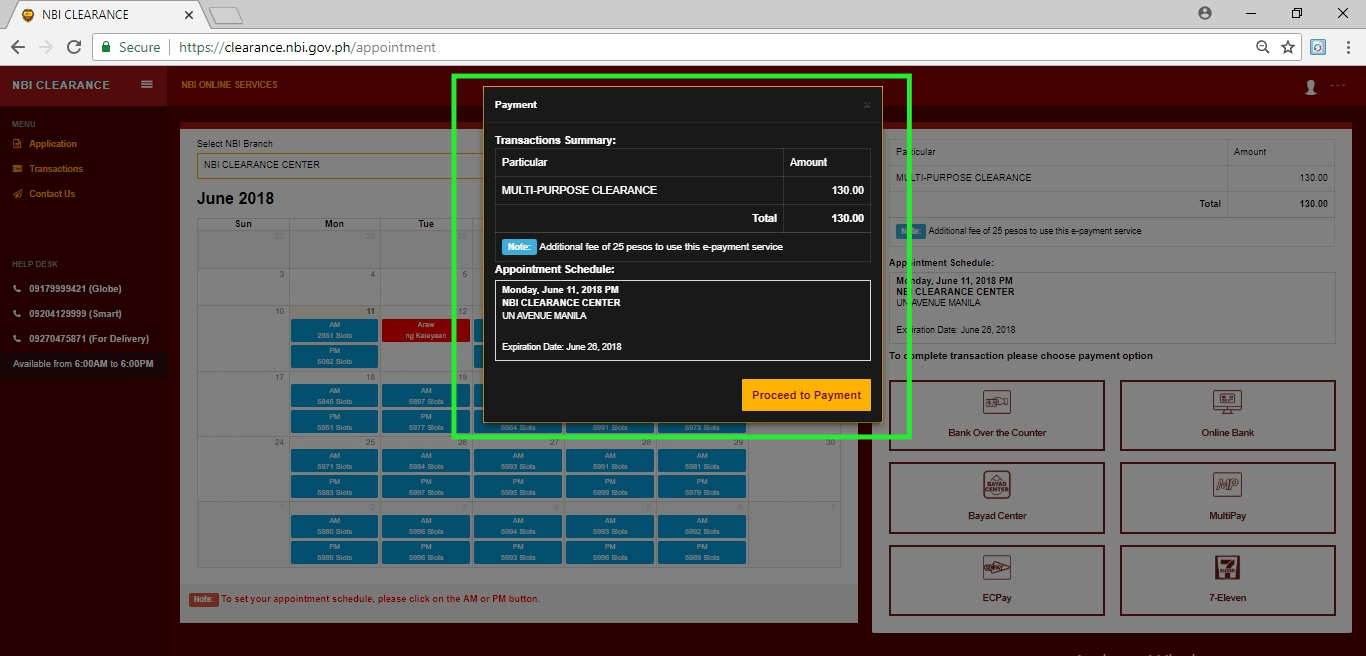 NBI CLEARANCE
Secure
https://clearance.nbi.gov.ph/appointment
NBI CLEARANCE
NBI ONLINE SERVICES
MENU
Application
Transactions
Contact Us
HELP DESK
09179999421 (Globe)
09204129999 (Smart)
09270475871 (For Delivery)
Available from 6:00AM to 6:00PM
Select NBI Branch
NBI CLEARANCE CENTER
June 2018
Sun Mon Tue
3 4 5
10 11 12
AM
2951 Slots
PM
5082 Slots
Araw
ng Kalayaan
17 18 19
AM
5845 Slots
AM
5897 Slots
PM
5951 Slots
PM
5977 Slots
PM
5984 Slots
PM
5991 Slots
PM
5973 Slots
24 25 26 27 28 29 30
AM
5971 Slots
AM
5984 Slots
AM
5993 Slots
AM
5991 Slots
AM
5981 Slots
PM
5983 Slots
PM
5997 Slots
PM
5995 Slots
PM
5999 Slots
PM
5979 Slots
AM
5980 Slots
AM
5996 Slots
AM
5994 Slots
AM
5993 Slots
AM
5992 Slots
PM
5986 Slots
PM
5986 Slots
PM
5993 Slots
PM
5996 Slots
PM
5989 Slots
Note: To set your appointment schedule, please click on the AM or PM button.
Payment
Transactions Summary:
Particular Amount
MULTI-PURPOSE CLEARANCE 130.00
Total 130.00
Note: Additional fee of 25 pesos to use this e-payment service
Appointment Schedule:
Monday, June 11, 2018 PM
NBI CLEARANCE CENTER
UN AVENUE MANILA
Expiration Date: June 26, 2018
Proceed to Payment
Particular Amount
MULTI-PURPOSE CLEARANCE 130.00
Total 130.00
Note: Additional fee of 25 pesos to use this e-payment service
Appointment Schedule:
Monday, June 11, 2018 PM
NBI CLEARANCE CENTER
UN AVENUE MANILA
Expiration Date: June 26, 2018
To complete transaction please choose payment option
Bank Over the Counter
Online Bank
BAYAD CENTER
Bayad Center
MP
MultiPay
ECPAY
ECPay
7 ELEVEN
7-Eleven